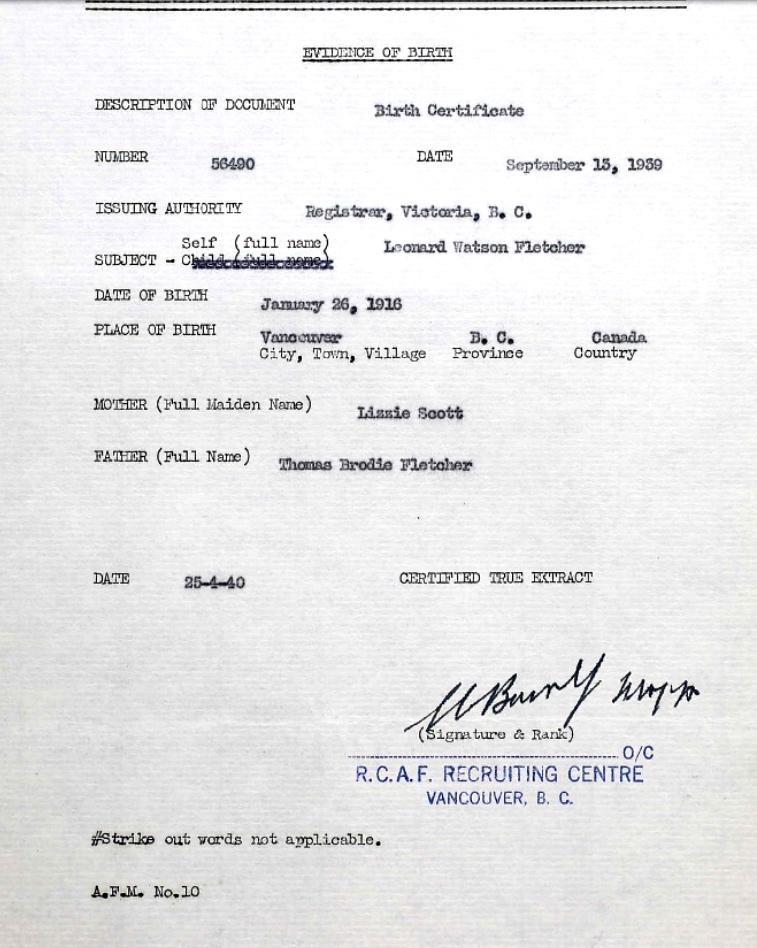 EVIDENCE OF BIRTH
DESCRIPTION OF DOCUMENT Birth Certificate
NUMBER 56490 DATE September 13, 1939
ISSUING AUTHORITY Registrar, Victoria, B. C.
Self (full name) Leonard Watson Fletcher
SUBJECT - Child (full name)
DATE OF BIRTH January 26, 1916
PLACE OF BIRTH Vancouver B. C. Canada
City, Town, Village Province Country
MOTHER (Full Maiden Name) Lizzie Scott
FATHER (Full Name) Thomas Brodie Fletcher
DATE 25-4-40 CERTIFIED TRUE EXTRACT
(Signature & Rank)
O/C
R.C.A.F. RECRUITING CENTRE
VANCOUVER, B. C.
#Strike out words not applicable.
A.F.M. No.10